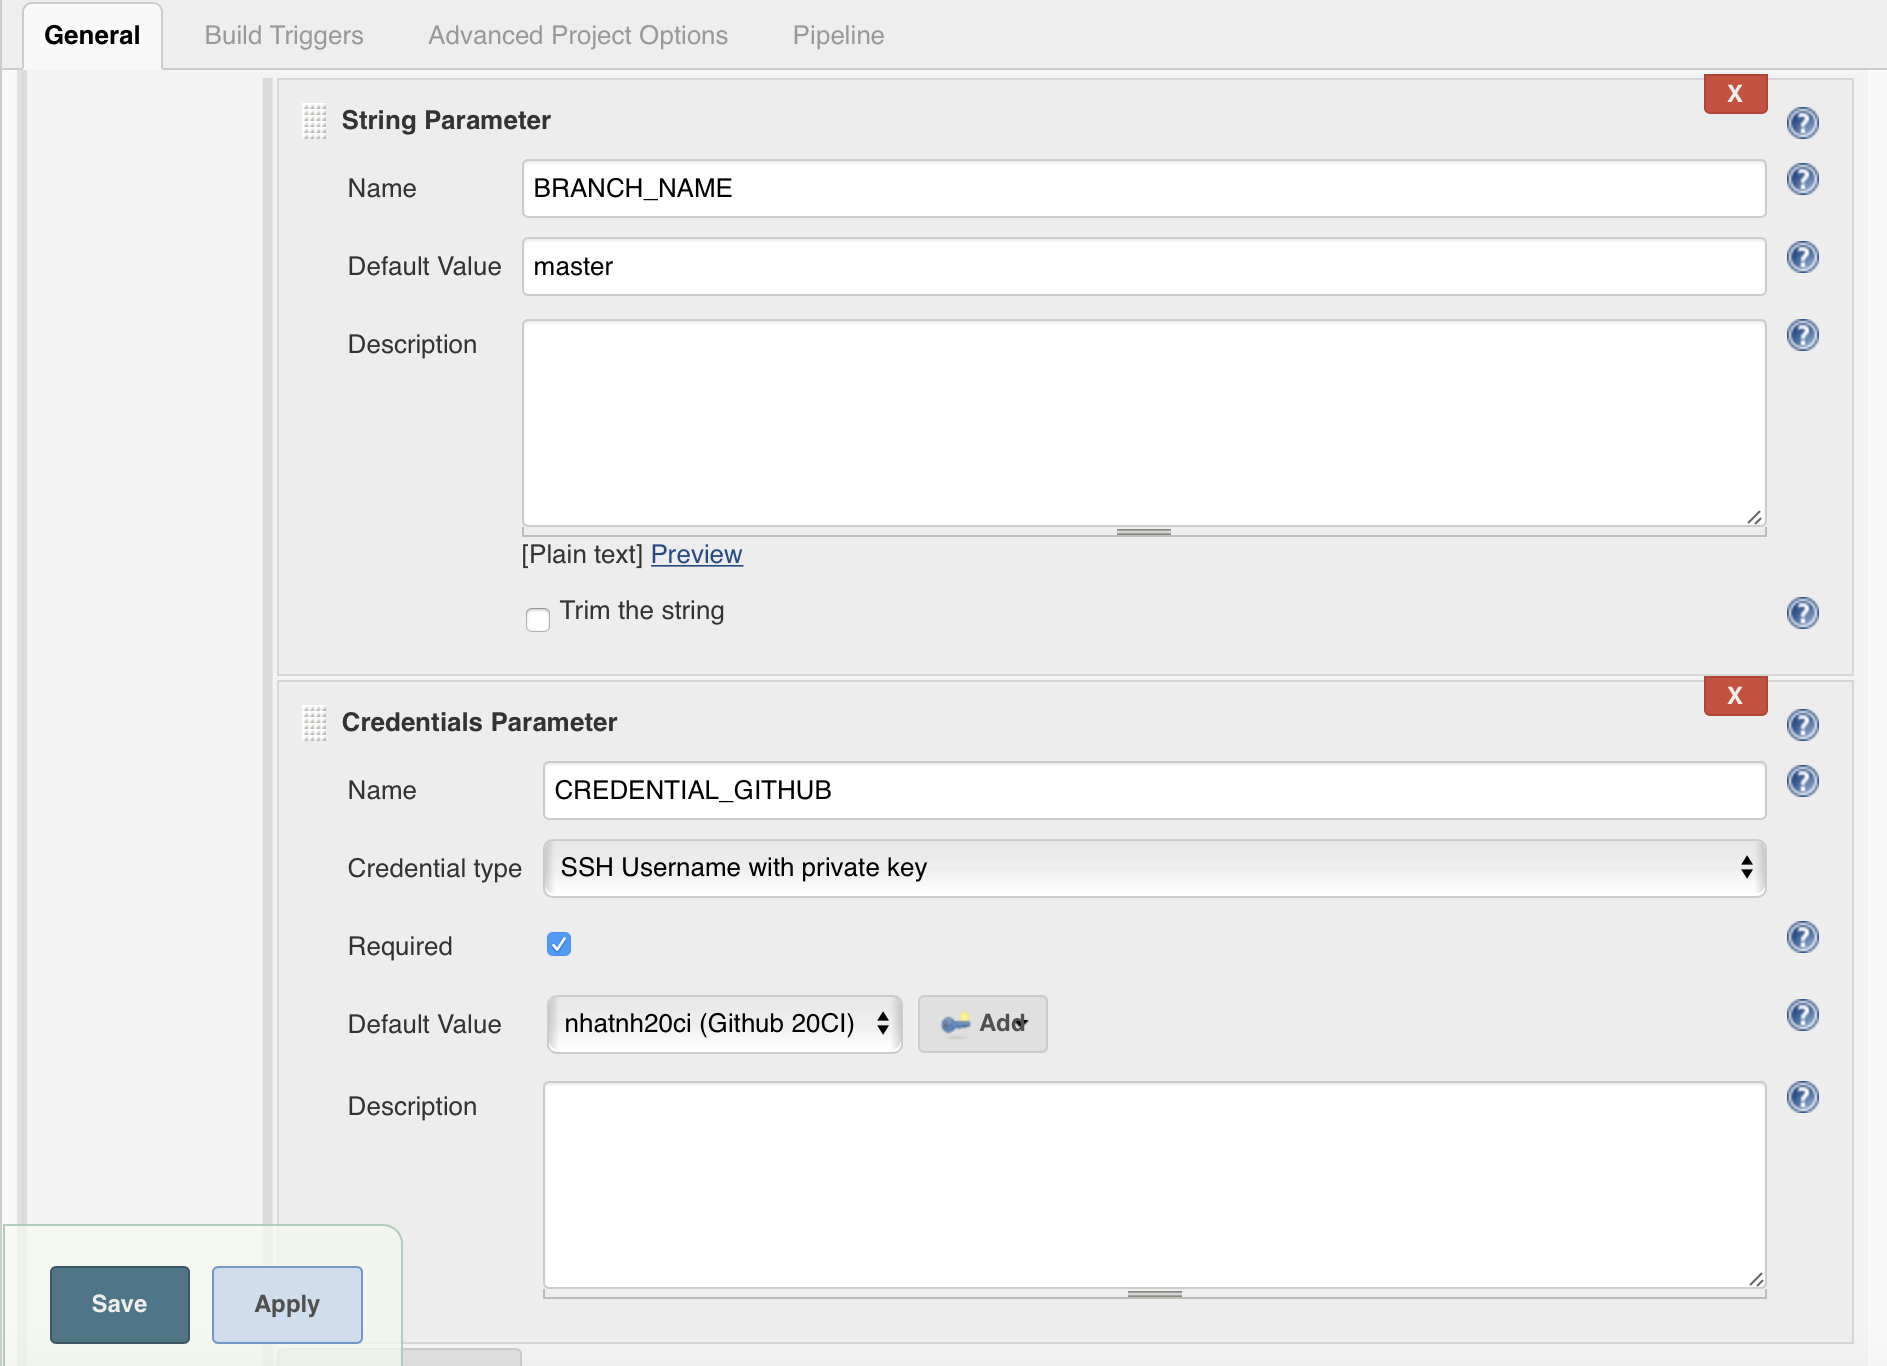 General Build Triggers Advanced Project Options Pipeline
X
String Parameter
Name BRANCH_NAME
Default Value master
Description
[Plain text] Preview
Trim the string
X
Credentials Parameter
Name CREDENTIAL_GITHUB
Credential type SSH Username with private key
Required
Default Value nhatnh20ci (Github 20CI) Add
Description
Save Apply